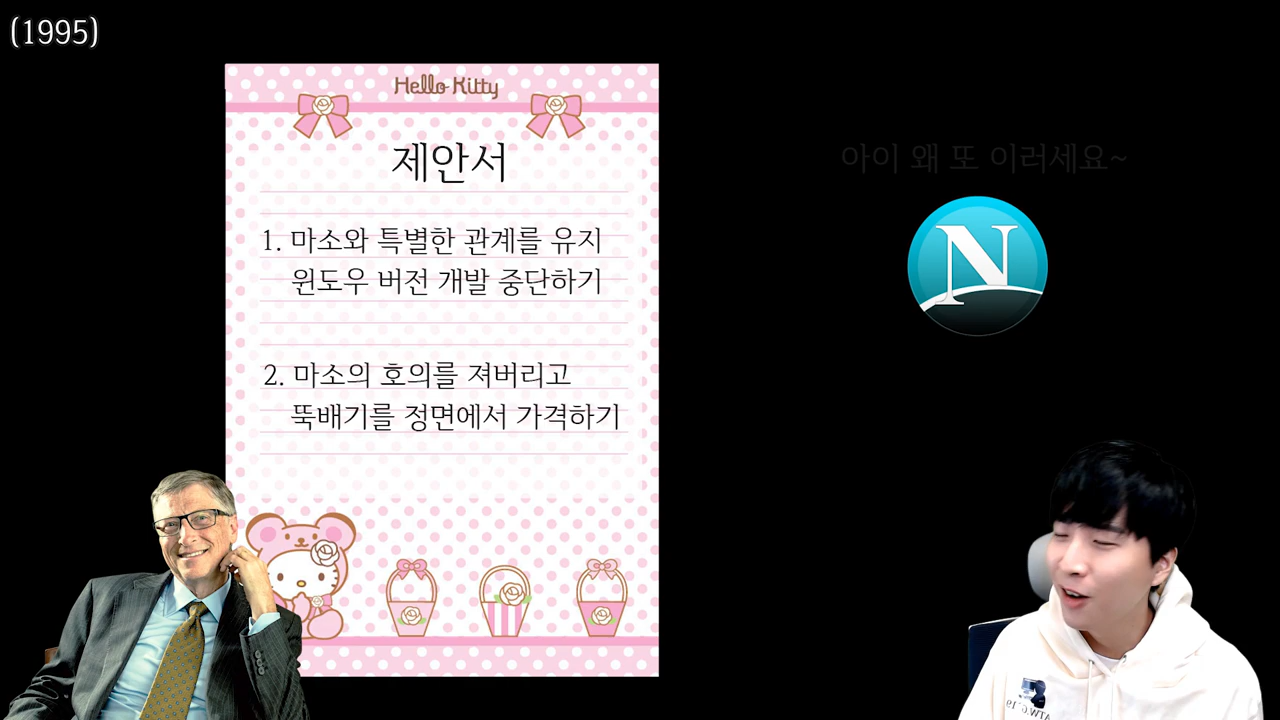 (1995)
Hello Kitty
제안서
1. 마소와 특별한 관계를 유지
윈도우 버전 개발 중단하기
2. 마소의 호의를 져버리고
뚝배기를 정면에서 가격하기
아이 왜 또 이러세요~
N